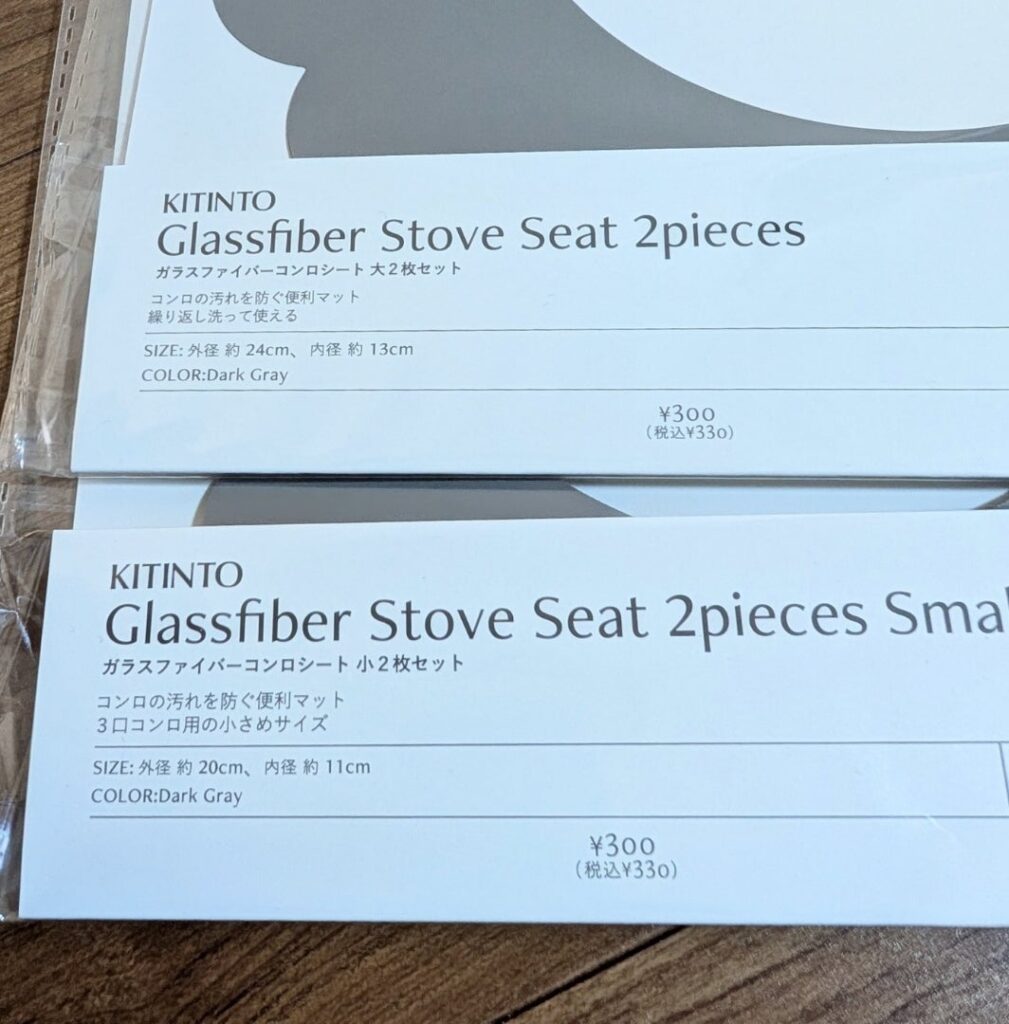 KITINTO
Glassfiber Stove Seat 2pieces
ガラスファイバーコンロシート 大2枚セット
コンロの汚れを防ぐ便利マット
繰り返し洗って使える
SIZE: 外径 約 24cm、内径 約 13cm
COLOR:Dark Gray
¥300
(税込¥330)
KITINTO
Glassfiber Stove Seat 2pieces Smal
ガラスファイバーコンロシート 小2枚セット
コンロの汚れを防ぐ便利マット
3口コンロ用の小さめサイズ
SIZE: 外径 約 20cm、内径 約 11cm
COLOR:Dark Gray
¥300
(税込¥330)